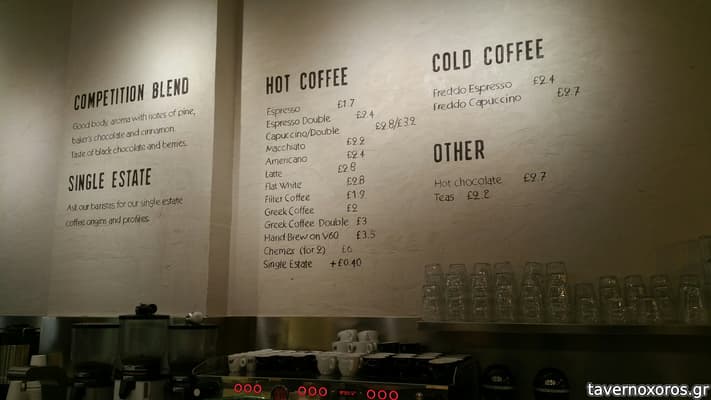 COMPETITION BLEND
Good body, aroma with notes of pine,
baker's chocolate and cinnamon.
Taste of black chocolate and berries.
SINGLE ESTATE
Ask our baristas for our single estate
coffee origins and profiles.
HOT COFFEE
Espresso £1.7
Espresso Double £2.4
Capuccino/Double £2.8/£3.2
Macchiato £2.2
Americano £2.4
Latte £2.8
Flat White £2.8
Filter Coffee £1.9
Greek Coffee £2
Greek Coffee Double £3
Hand Brew on V60 £3.5
Chemex (for 2) £6
Single Estate +£0.40
COLD COFFEE
Freddo Espresso £2.4
Freddo Capuccino £2.7
OTHER
Hot chocolate £2.7
Teas £2.2
tavernoxoros.gr